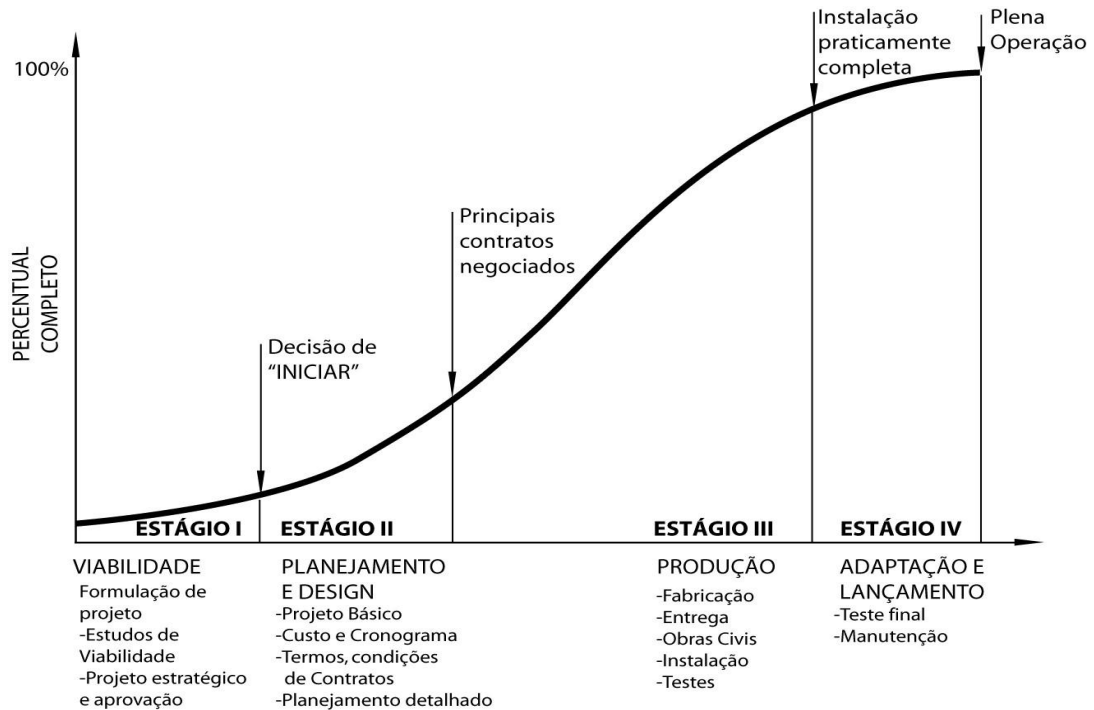 Instalação
praticamente
completa
Plena
Operação
100%
Principais
contratos
negociados
PERCENTUAL
COMPLETO
Decisão de
“INICIAR”
ESTÁGIO I
ESTÁGIO II
ESTÁGIO III
ESTÁGIO IV
VIABILIDADE
Formulação de
projeto
-Estudos de
Viabilidade
-Projeto estratégico
e aprovação
PLANEJAMENTO
E DESIGN
-Projeto Básico
-Custo e Cronograma
-Termos, condições
de Contratos
-Planejamento detalhado
PRODUÇÃO
-Fabricação
-Entrega
-Obras Civis
-Instalação
-Testes
ADAPTAÇÃO E
LANÇAMENTO
-Teste final
-Manutenção